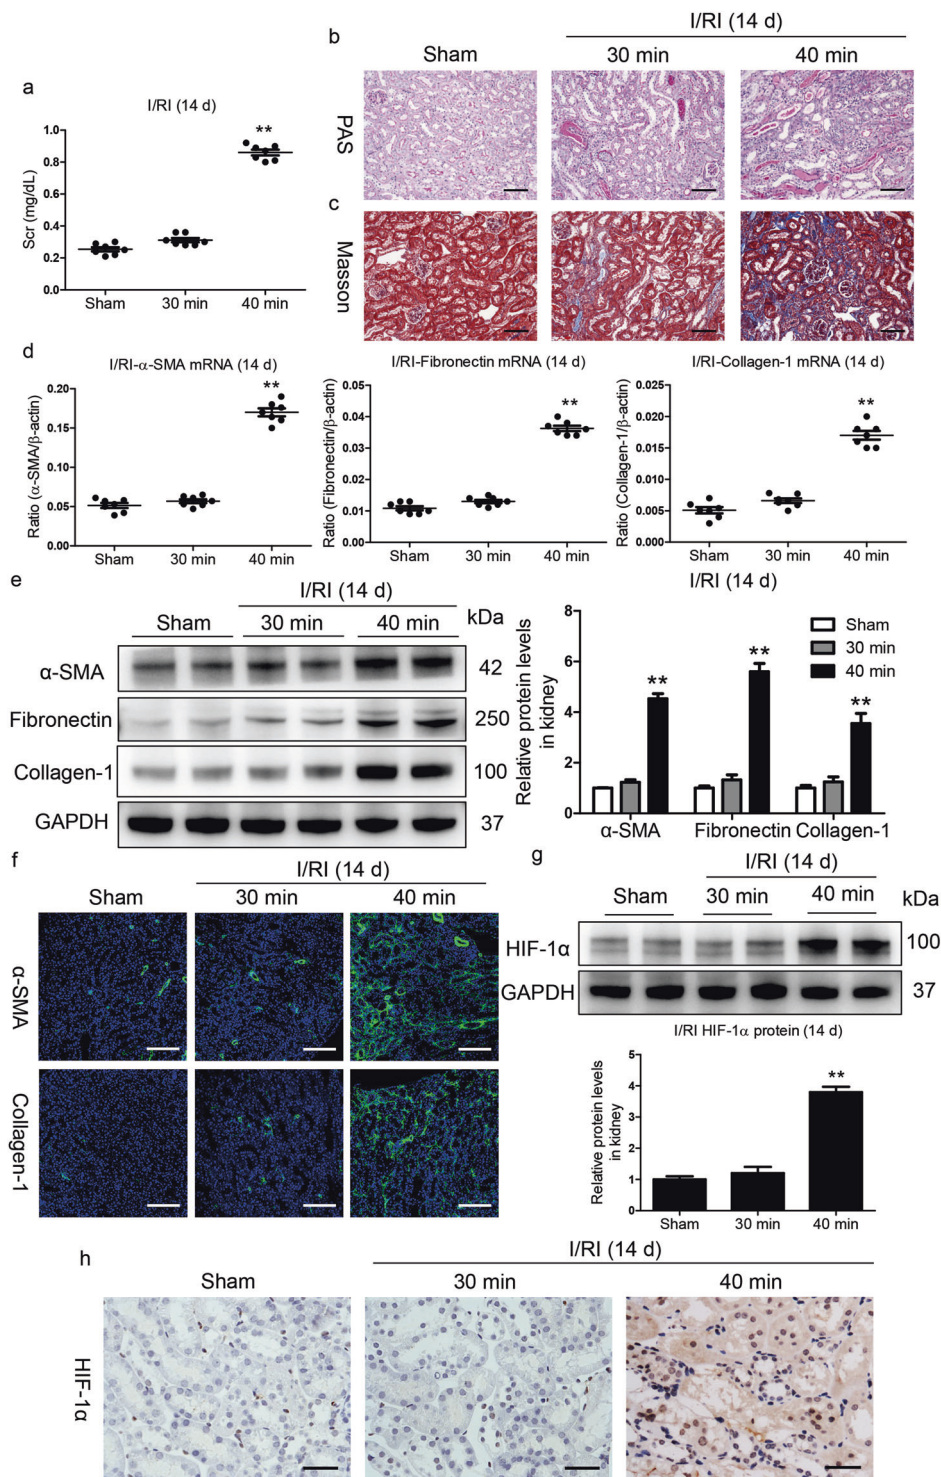 a
I/RI (14 d)
Scr (mg/dL)
1.0
0.8
0.6
0.4
0.2
0.0
**
Sham
30 min
40 min
b
I/RI (14 d)
Sham
30 min
40 min
PAS
c
Masson
d
I/RI-α-SMA mRNA (14 d)
Ratio (α-SMA/β-actin)
0.20
0.15
0.10
0.05
0.00
**
Sham
30 min
40 min
I/RI-Fibronectin mRNA (14 d)
Ratio (Fibronectin/β-actin)
0.05
0.04
0.03
0.02
0.01
0.00
**
Sham
30 min
40 min
I/RI-Collagen-1 mRNA (14 d)
Ratio (Collagen-1/β-actin)
0.025
0.020
0.015
0.010
0.005
0.000
**
Sham
30 min
40 min
e
I/RI (14 d)
Sham
30 min
40 min
kDa
α-SMA
42
Fibronectin
250
Collagen-1
100
GAPDH
37
I/RI (14 d)
Relative protein levels
in kidney
8
6
4
2
0
Sham
30 min
40 min
**
**
**
α-SMA
Fibronectin
Collagen-1
f
I/RI (14 d)
Sham
30 min
40 min
α-SMA
Collagen-1
g
I/RI (14 d)
Sham
30 min
40 min
kDa
HIF-1α
100
GAPDH
37
I/RI HIF-1α protein (14 d)
Relative protein levels
in kidney
5
4
3
2
1
0
**
Sham
30 min
40 min
h
I/RI (14 d)
Sham
30 min
40 min
HIF-1α